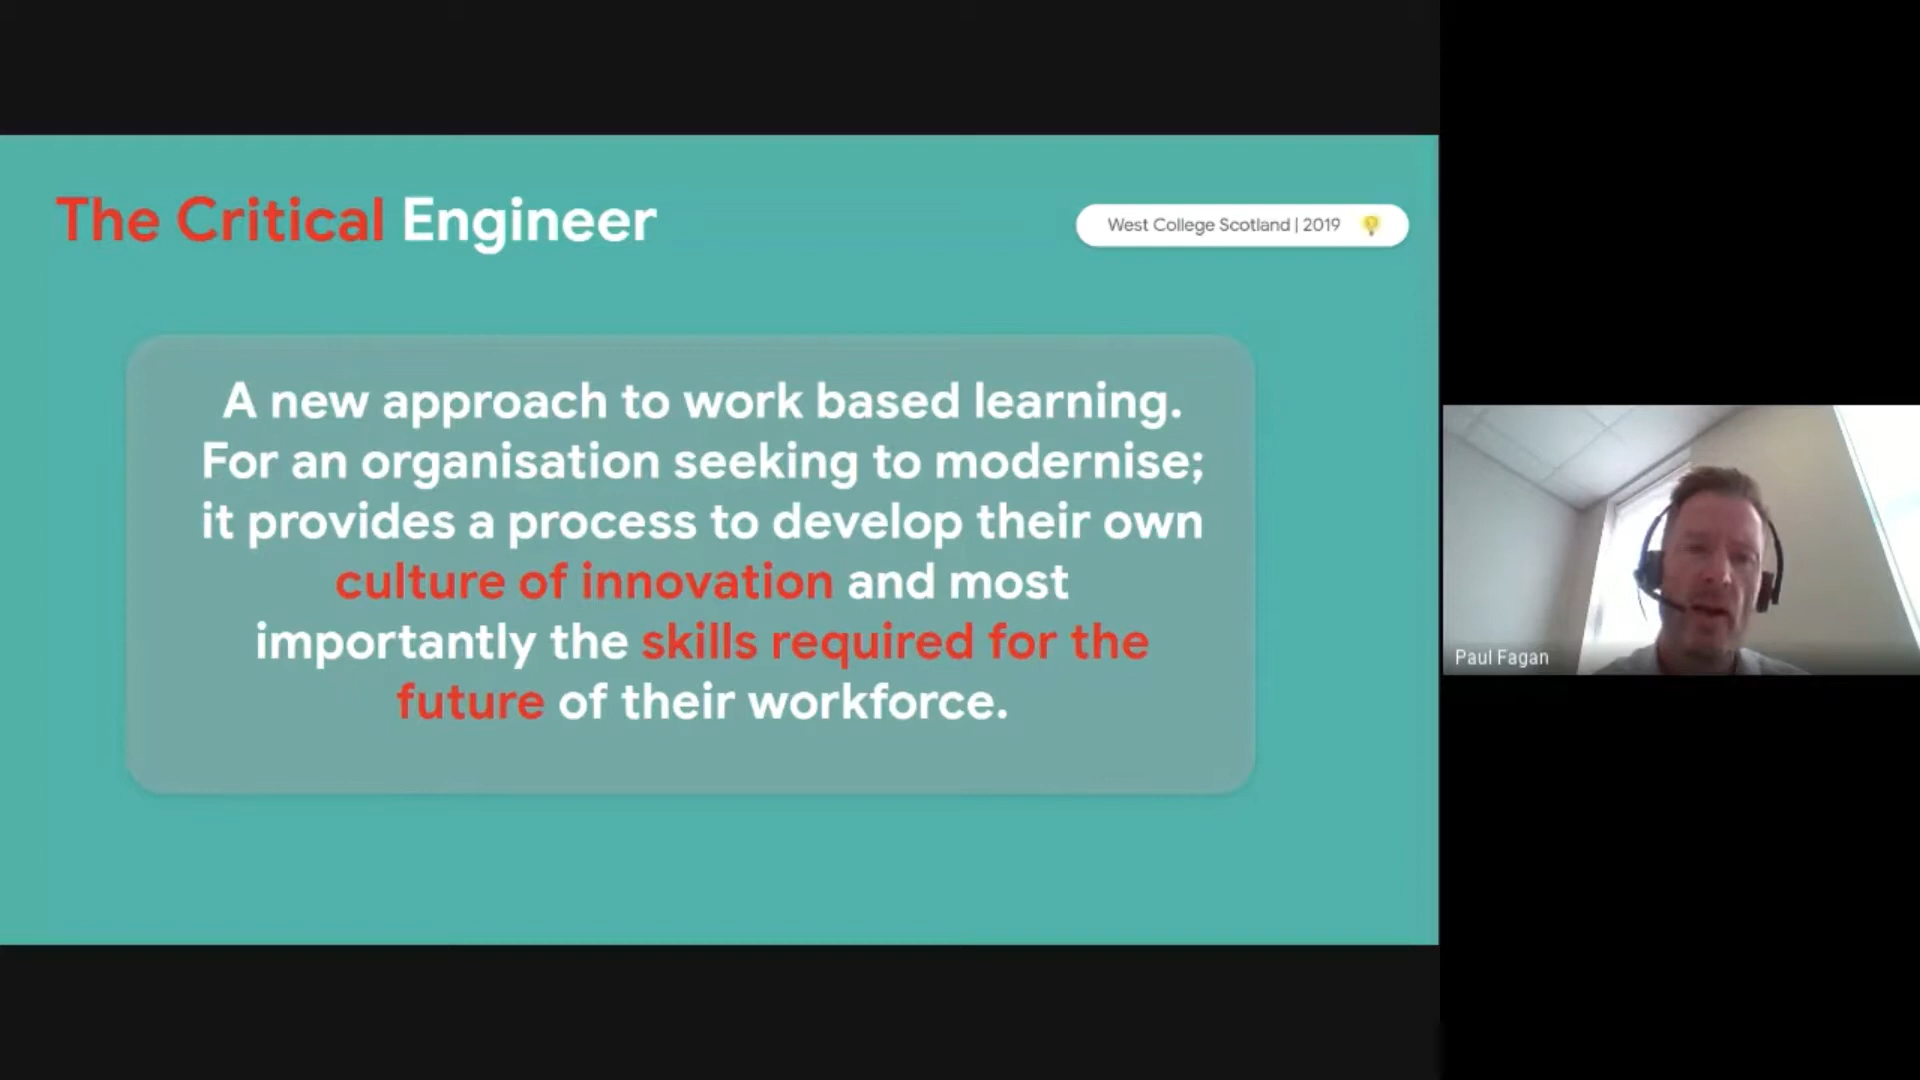 The Critical Engineer
West College Scotland | 2019
A new approach to work based learning.
For an organisation seeking to modernise;
it provides a process to develop their own
culture of innovation and most
importantly the skills required for the
future of their workforce.
Paul Fagan